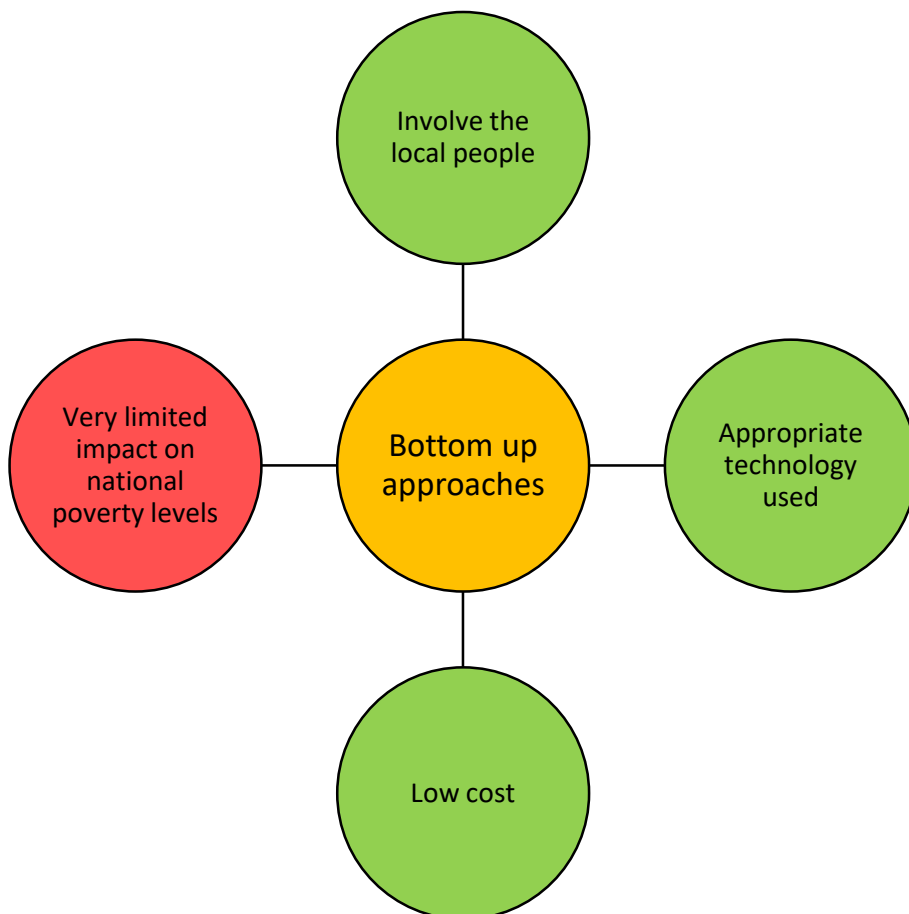 Involve the
local people
Very limited
impact on
national
poverty levels
Bottom up
approaches
Appropriate
technology
used
Low cost